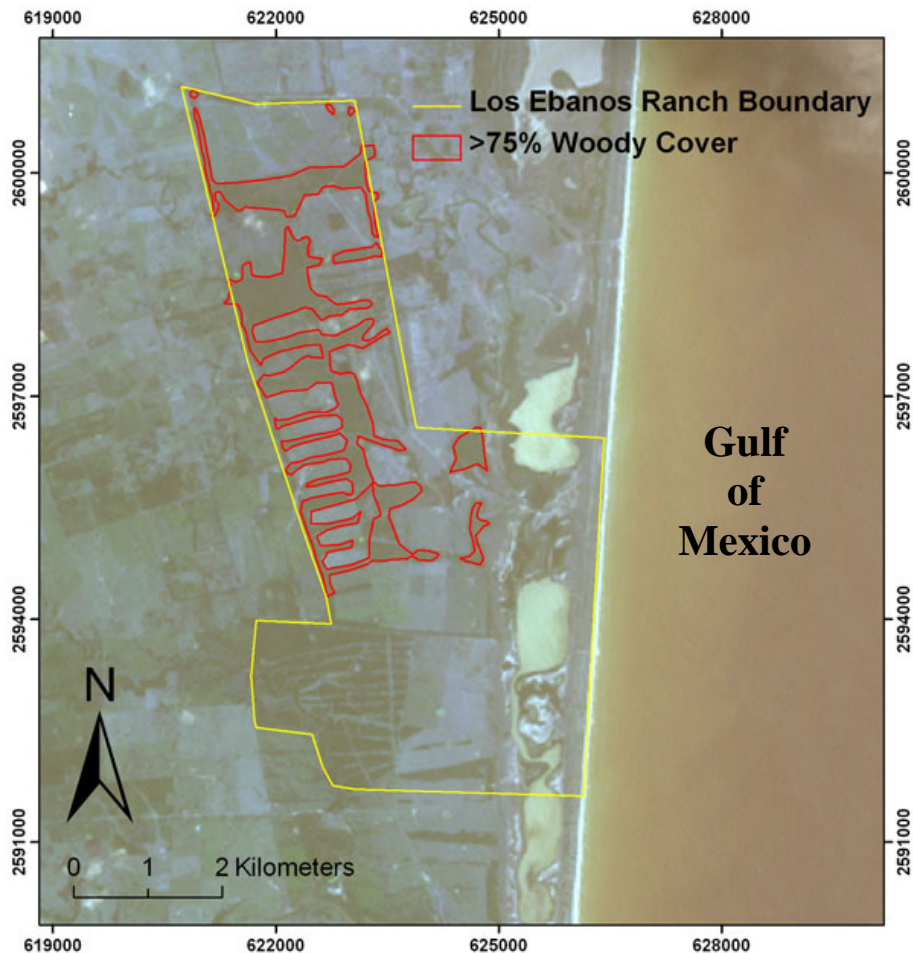 619000 622000 625000 628000
Los Ebanos Ranch Boundary
>75% Woody Cover
2600000 2600000
2597000 2597000
Gulf
of
Mexico
2594000 2594000
N
2591000 2591000
0 1 2 Kilometers
619000 622000 625000 628000